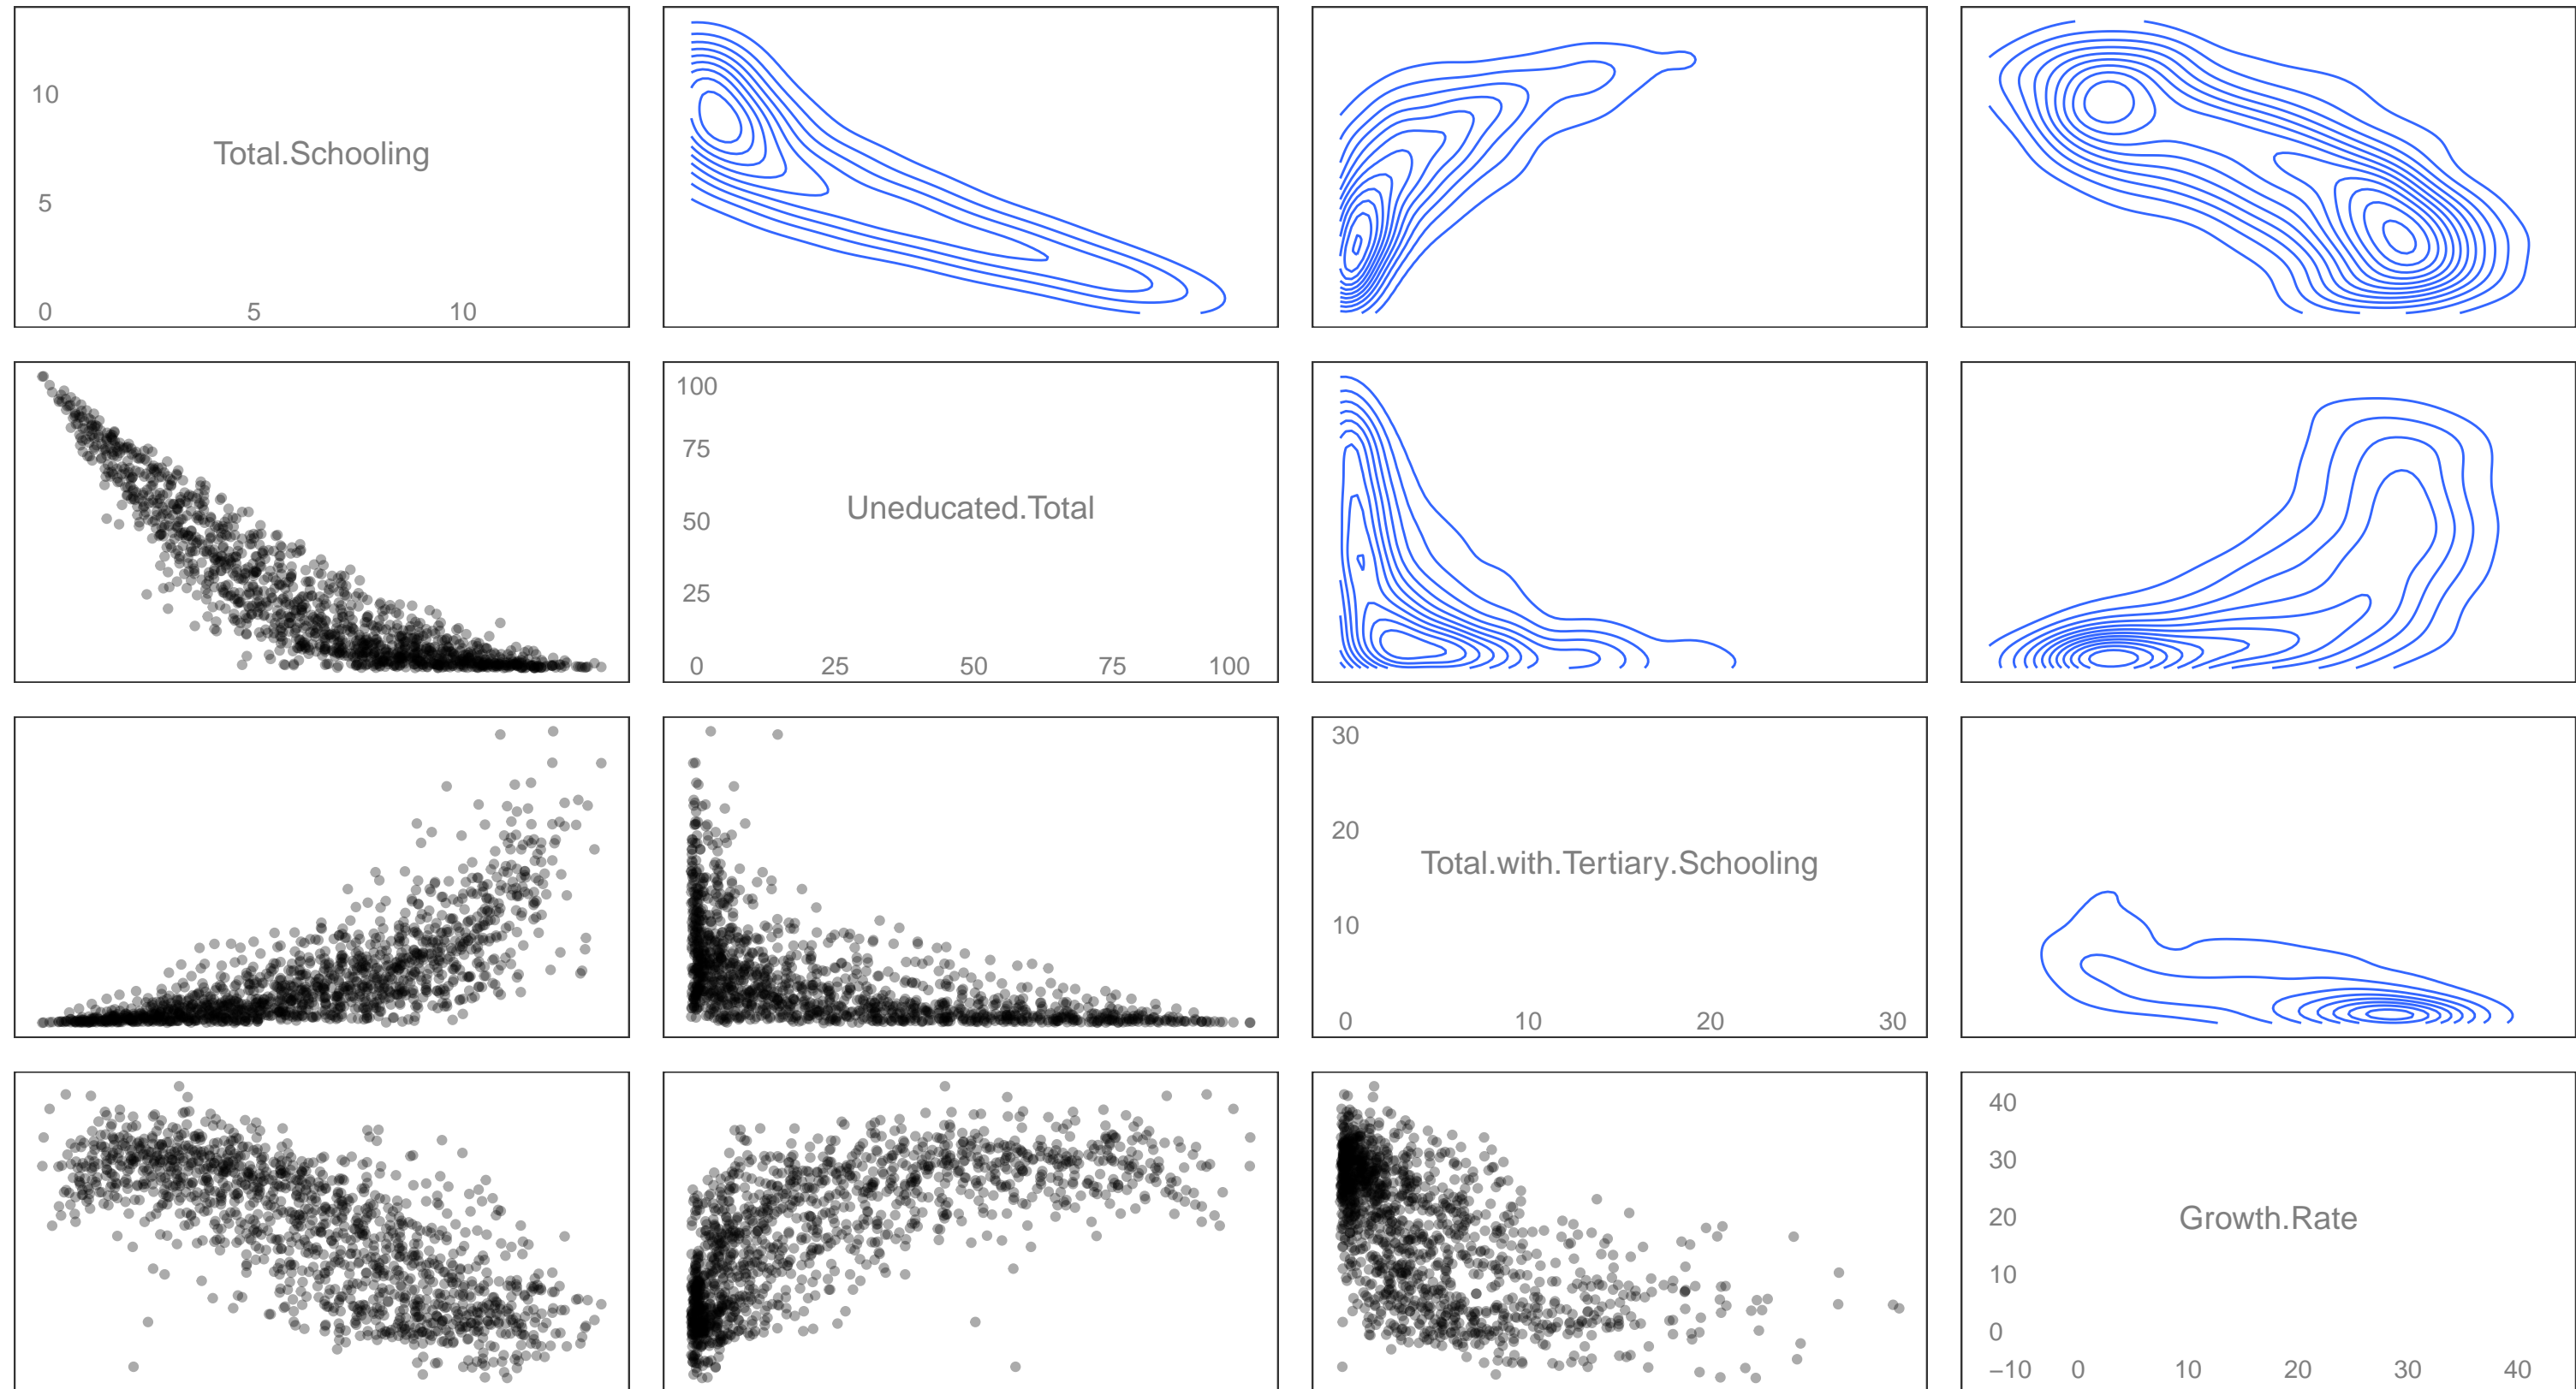 10
Total.Schooling
5
0 5 10
100
75
Uneducated.Total
50
25
0 25 50 75 100
30
20
Total.with.Tertiary.Schooling
10
0 10 20 30
40
30
20
Growth.Rate
10
0
−10 0 10 20 30 40